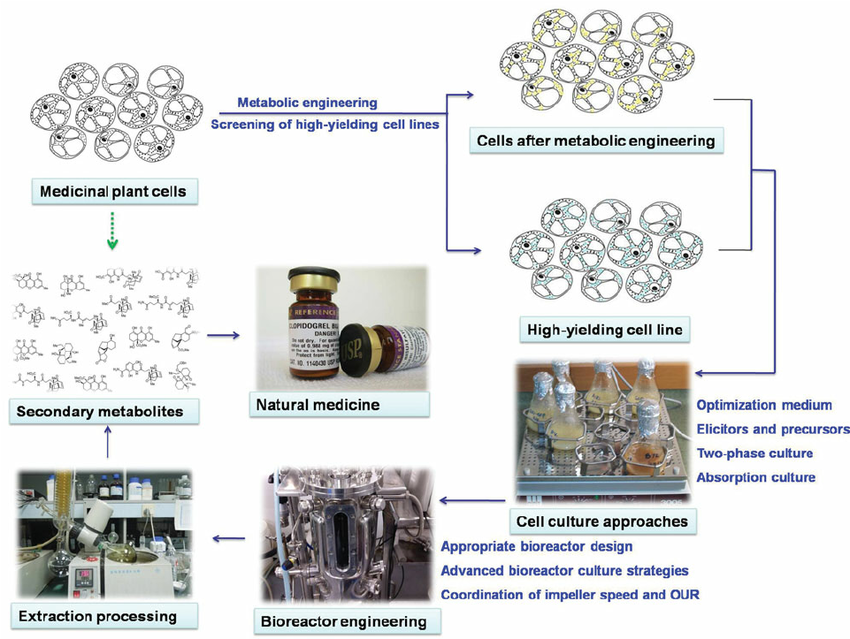 Metabolic engineering
Screening of high-yielding cell lines
Medicinal plant cells
Cells after metabolic engineering
High-yielding cell line
REFERENCE
CLOPIDOGREL
DANGER
USP
Secondary metabolites
Natural medicine
Optimization medium
Elicitors and precursors
Two-phase culture
Absorption culture
Cell culture approaches
Appropriate bioreactor design
Advanced bioreactor culture strategies
Coordination of impeller speed and OUR
Extraction processing
Bioreactor engineering